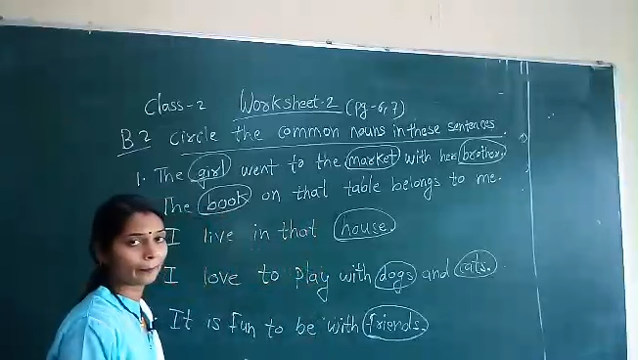 Class-2 Worksheet-2 (pg-6,7)
B 2 circle the common nouns in these sentences
1. The girl went to the market with her brother.
The book on that table belongs to me.
I live in that house.
I love to play with dogs and cats.
It is fun to be with friends.